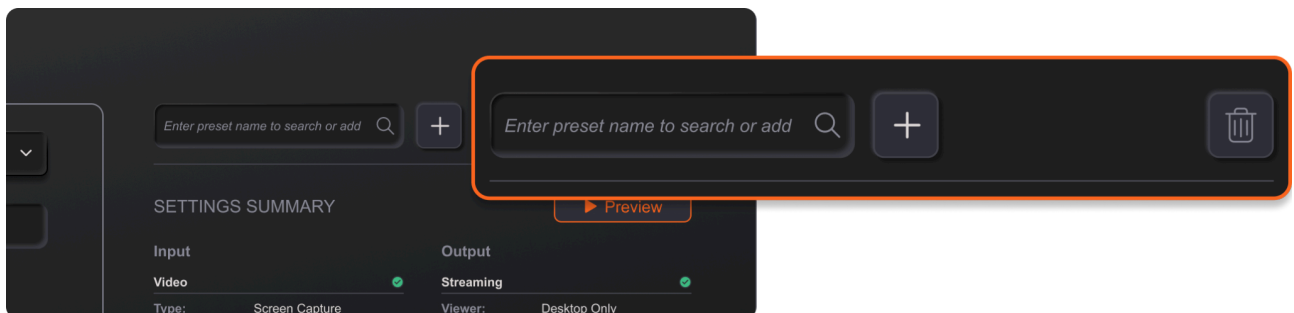 Enter preset name to search or add
Enter preset name to search or add
SETTINGS SUMMARY
Preview
Input
Output
Video
Streaming
Type: Screen Capture
Viewer: Desktop Only